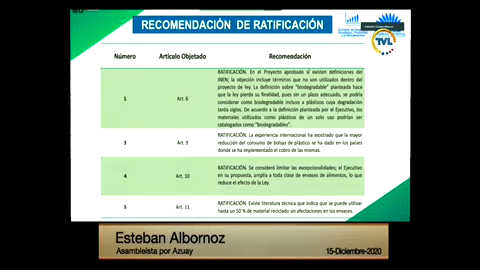 RECOMENDACIÓN DE RATIFICACIÓN
TVL
Número Artículo Objetado Recomendación
1 Art. 6
RATIFICACIÓN. En el Proyecto aprobado sí existen definiciones del
INEN; la objeción incluye términos que no son utilizados dentro del
proyecto de ley. La definición sobre "biodegradable" planteada hace
que la ley pierda su finalidad, pues sin un plazo adecuado, se podría
considerar como biodegradable incluso a plásticos cuya degradación
tarda siglos. De acuerdo a la definición planteada por el Ejecutivo, los
materiales utilizados como plásticos de un solo uso podrían ser
catalogados como "biodegradables".
3 Art. 9
RATIFICACIÓN. La experiencia internacional ha mostrado que la mayor
reducción del consumo de bolsas de plástico se ha dado en los países
donde se ha implementado el cobro de las mismas.
4 Art. 10
RATIFICACIÓN. Se consideró limitar las excepcionalidades; el Ejecutivo
en su propuesta, amplía a toda clase de envases de alimentos, lo que
reduce el efecto de la Ley.
5 Art. 11
RATIFICACIÓN. Existe literatura técnica que indica que se puede utilizar
hasta un 50 % de material reciclado sin afectaciones en los envases.
Esteban Albornoz
Asambleísta por Azuay
15-Diciembre-2020